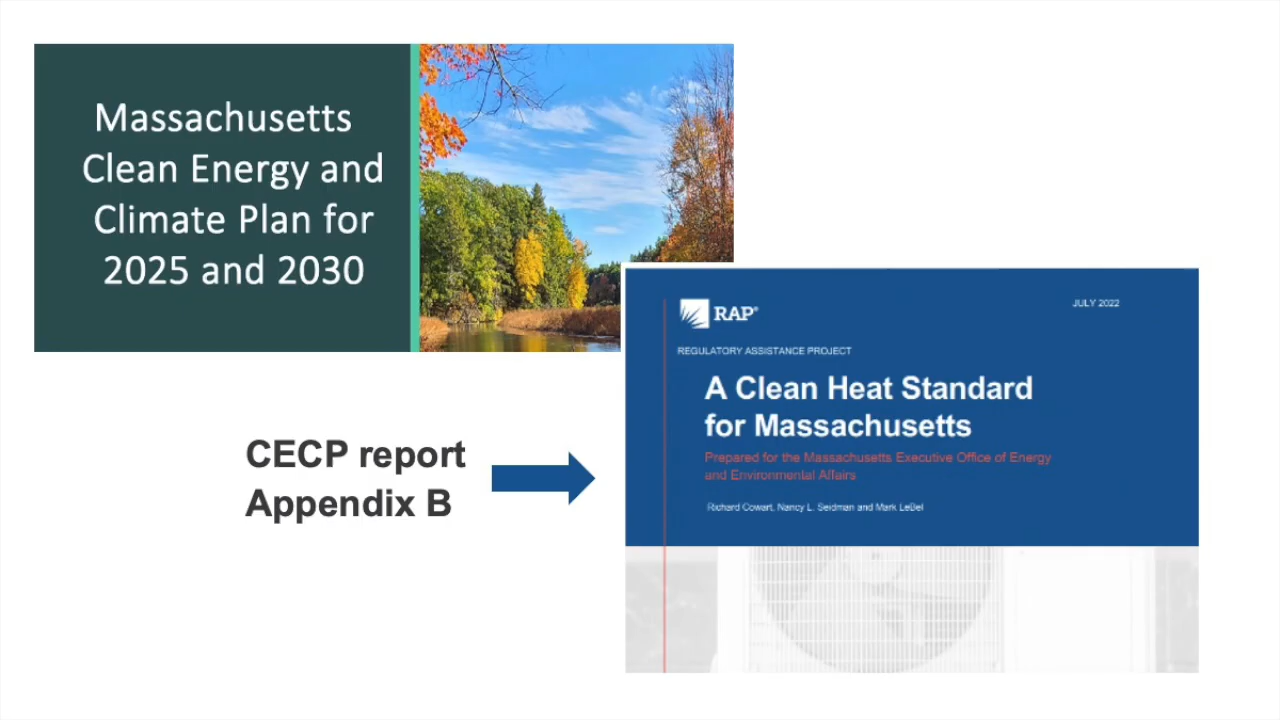 Massachusetts
Clean Energy and
Climate Plan for
2025 and 2030
RAP®
JULY 2022
REGULATORY ASSISTANCE PROJECT
A Clean Heat Standard
for Massachusetts
Prepared for the Massachusetts Executive Office of Energy
and Environmental Affairs
Richard Cowart, Nancy L. Seidman and Mark LeBel
CECP report
Appendix B